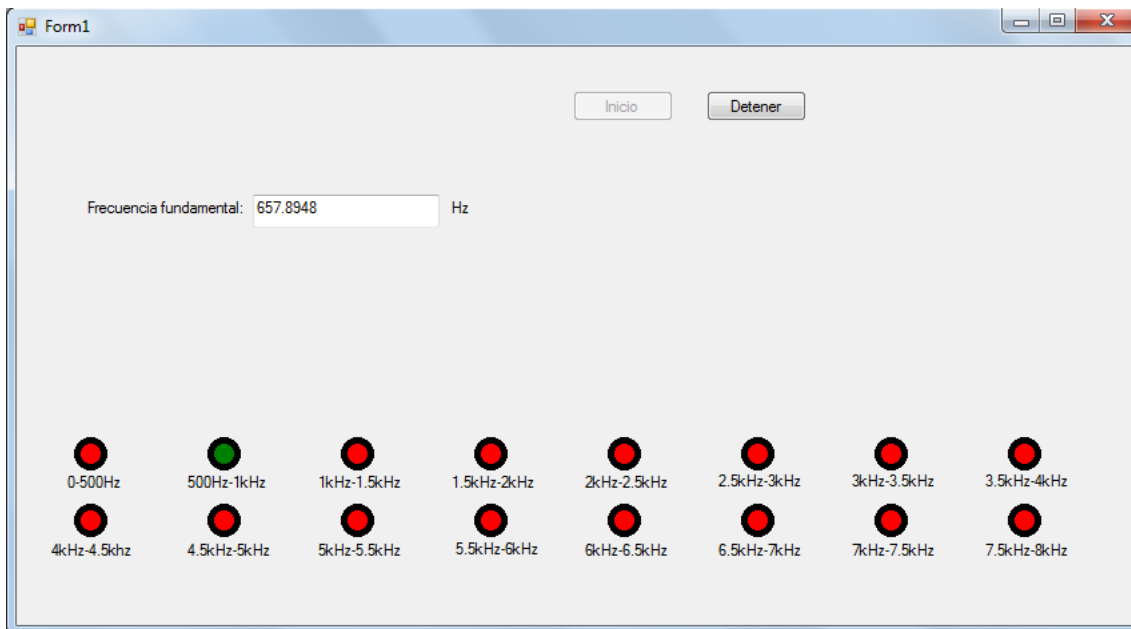 Form1
Inicio Detener
Frecuencia fundamental: 657.8948 Hz
0-500Hz 500Hz-1kHz 1kHz-1.5kHz 1.5kHz-2kHz 2kHz-2.5kHz 2.5kHz-3kHz 3kHz-3.5kHz 3.5kHz-4kHz
4kHz-4.5khz 4.5kHz-5kHz 5kHz-5.5kHz 5.5kHz-6kHz 6kHz-6.5kHz 6.5kHz-7kHz 7kHz-7.5kHz 7.5kHz-8kHz